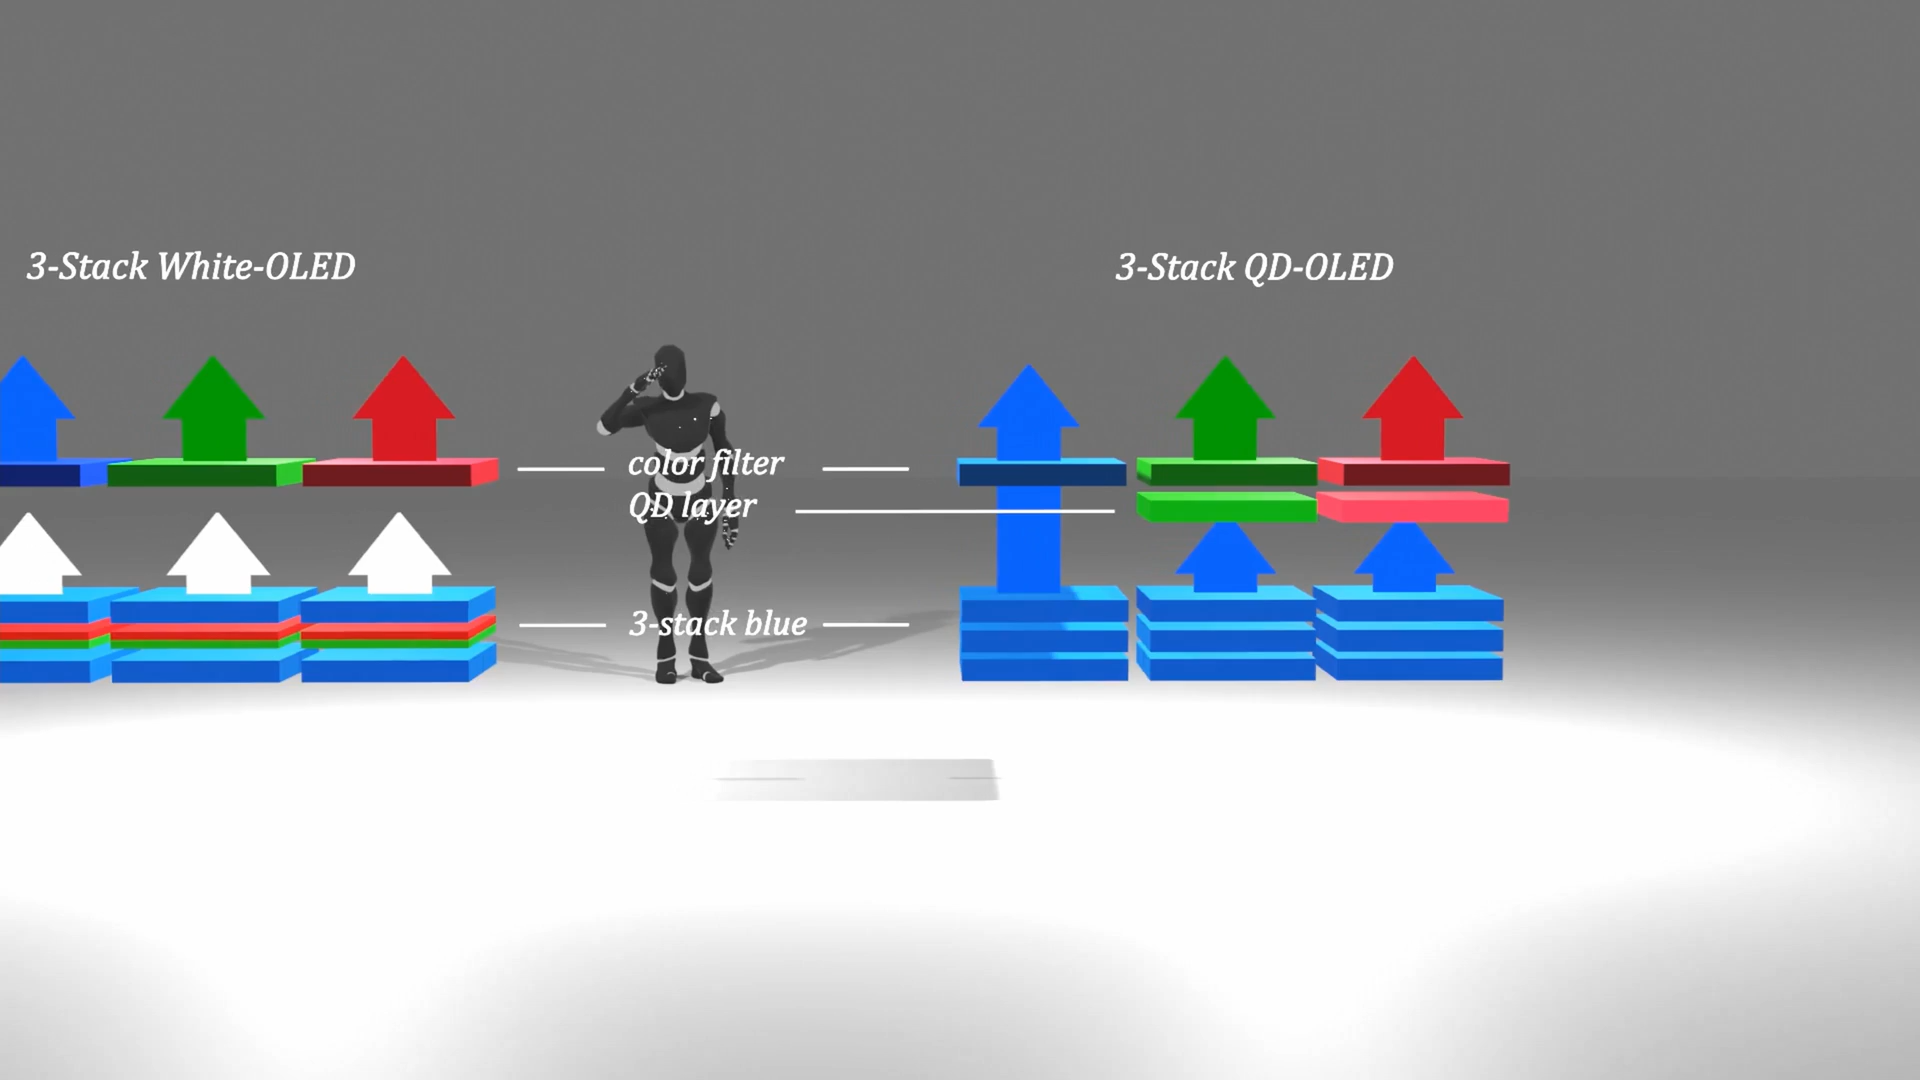 3-Stack White-OLED
3-Stack QD-OLED
color filter
QD layer
3-stack blue